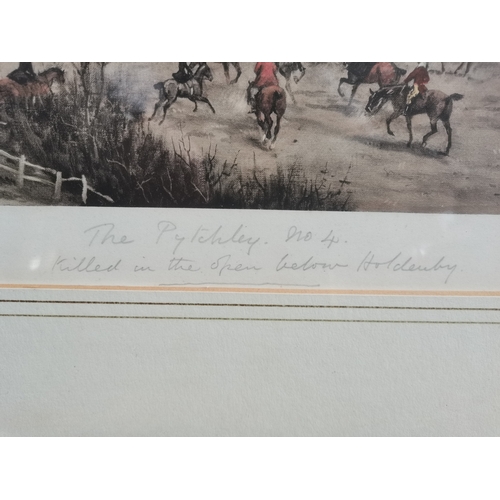 The Pytchley. No 4.
Killed in the open below Holdenby.